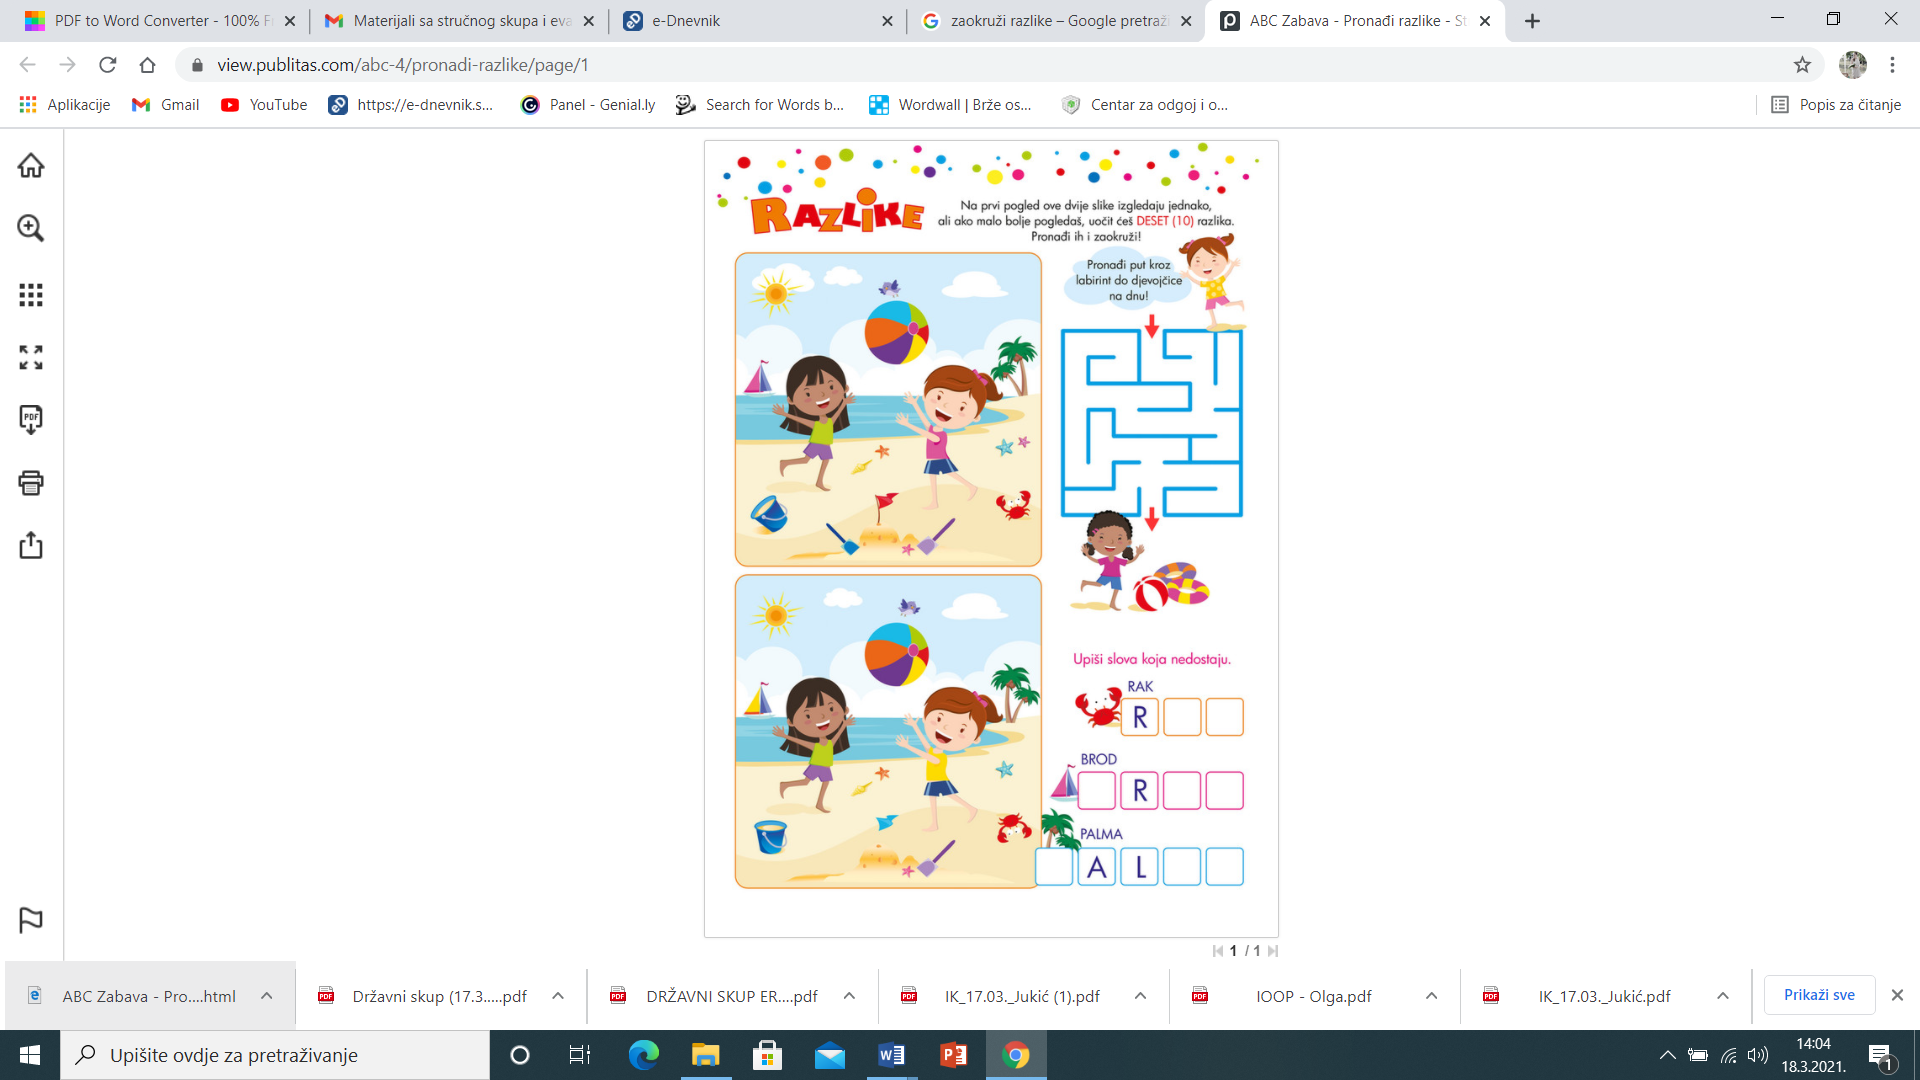 PDF to Word Converter - 100% F
Materijali sa stručnog skupa i eva
e-Dnevnik
zaokruži razlike – Google pretraži
ABC Zabava - Pronađi razlike - St
view.publitas.com/abc-4/pronadi-razlike/page/1
Aplikacije
Gmail
YouTube
https://e-dnevnik.s...
Panel - Genial.ly
Search for Words b...
Wordwall | Brže os...
Centar za odgoj i o...
Popis za čitanje
PDF
RAZLIKE
Na prvi pogled ove dvije slike izgledaju jednako,
ali ako malo bolje pogledaš, uočit ćeš DESET (10) razlika.
Pronađi ih i zaokruži!
Pronađi put kroz
labirint do djevojčice
na dnu!
Upiši slova koja nedostaju.
RAK
R
BROD
R
PALMA
A L
1 / 1
ABC Zabava - Pro....html
Državni skup (17.3.....pdf
DRŽAVNI SKUP ER....pdf
IK_17.03._Jukić (1).pdf
IOOP - Olga.pdf
IK_17.03._Jukić.pdf
Prikaži sve
Upišite ovdje za pretraživanje
14:04
18.3.2021.
1